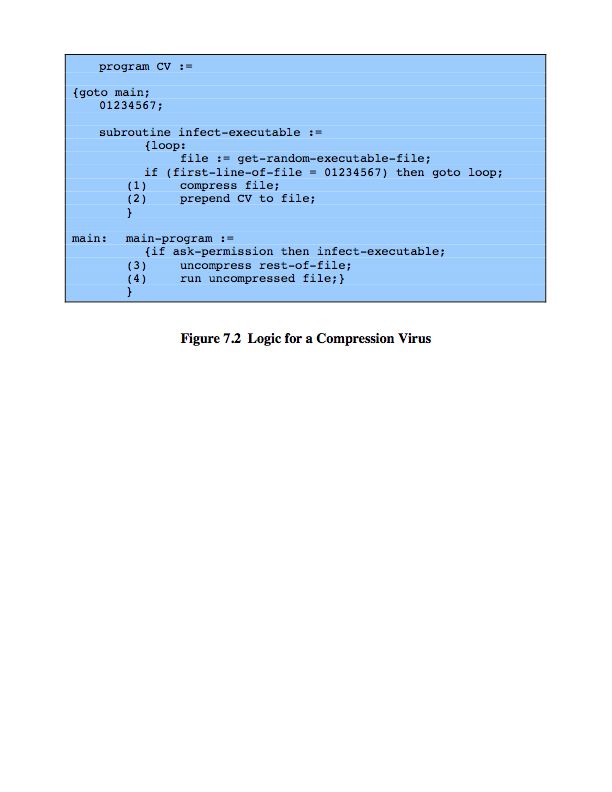 program CV :=
{goto main;
01234567;
subroutine infect-executable :=
{loop:
file := get-random-executable-file;
if (first-line-of-file = 01234567) then goto loop;
(1) compress file;
(2) prepend CV to file;
}
main: main-program :=
{if ask-permission then infect-executable;
(3) uncompress rest-of-file;
(4) run uncompressed file;}
}
Figure 7.2 Logic for a Compression Virus